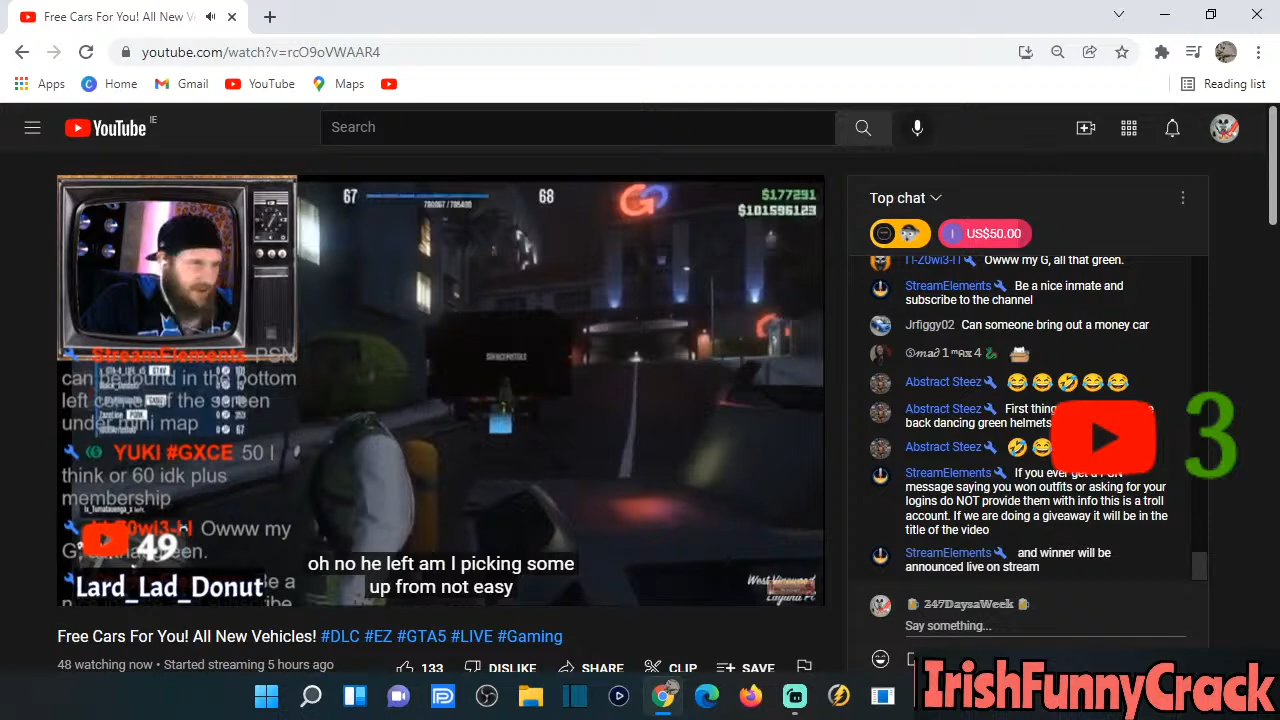 Free Cars For You! All New V
youtube.com/watch?v=rcO9oVWAAR4
Apps
Home
Gmail
YouTube
Maps
Reading list
YouTube IE
Search
67
68
780067 / 785400
$177291
$101596123
StreamElements PSN
can be found in the bottom
left corner of the screen
under mini map
YUKI #GXCE 50 I
think or 60 idk plus
membership
Owww my
G,
49
Lard_Lad_Donut
oh no he left am I picking some
up from not easy
West Vinewood
Laguna Pl
Free Cars For You! All New Vehicles! #DLC #EZ #GTA5 #LIVE #Gaming
48 watching now • Started streaming 5 hours ago
133
DISLIKE
SHARE
CLIP
SAVE
Top chat
US$50.00
Owww my G, all that green.
StreamElements Be a nice inmate and
subscribe to the channel
Jrfiggy02 Can someone bring out a money car
Abstract Steez
Abstract Steez First thing
back dancing green helmets
Abstract Steez
StreamElements If you ever get a PSN
message saying you won outfits or asking for your
logins do NOT provide them with info this is a troll
account. If we are doing a giveaway it will be in the
title of the video
StreamElements and winner will be
announced live on stream
247DaysaWeek
Say something...
3
IrishFunnyCrack